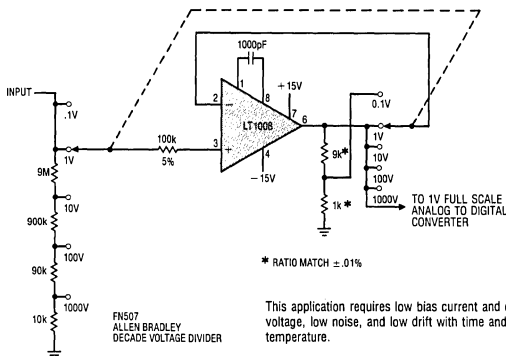 1000pF
INPUT
.1V
1V
9M
10V
900k
100V
90k
1000V
10k
100k
5%
2
3
1
8
LT1008
+15V
7
6
4
−15V
0.1V
1V
10V
100V
1000V
9k*
1k*
TO 1V FULL SCALE
ANALOG TO DIGITAL
CONVERTER
* RATIO MATCH ±.01%
FN507
ALLEN BRADLEY
DECADE VOLTAGE DIVIDER
This application requires low bias current and
voltage, low noise, and low drift with time and
temperature.